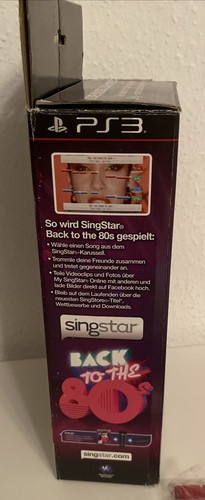 PS3
So wird SingStar®
Back to the 80s gespielt:
• Wähle einen Song aus dem
SingStar®-Karussell.
• Trommle deine Freunde zusammen
und tretet gegeneinander an.
• Teile Videoclips und Fotos über
My SingStar® Online mit anderen und
lade Bilder direkt auf Facebook hoch.
• Bleib auf dem Laufenden über die
neuesten SingStore®-Titel*,
Wettbewerbe und Downloads.
singstar
BACK
TO THE
80s
singstar.com